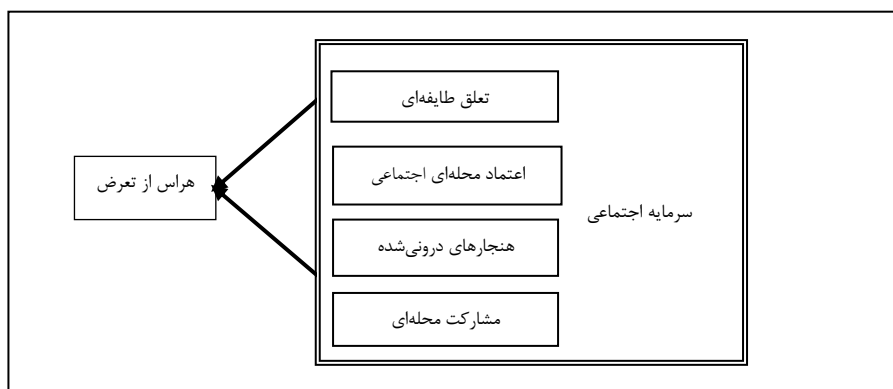 تعلق طایفه‌ای
اعتماد محله‌ای اجتماعی
سرمایه اجتماعی
هنجارهای درونی‌شده
مشارکت محله‌ای
هراس از تعرض